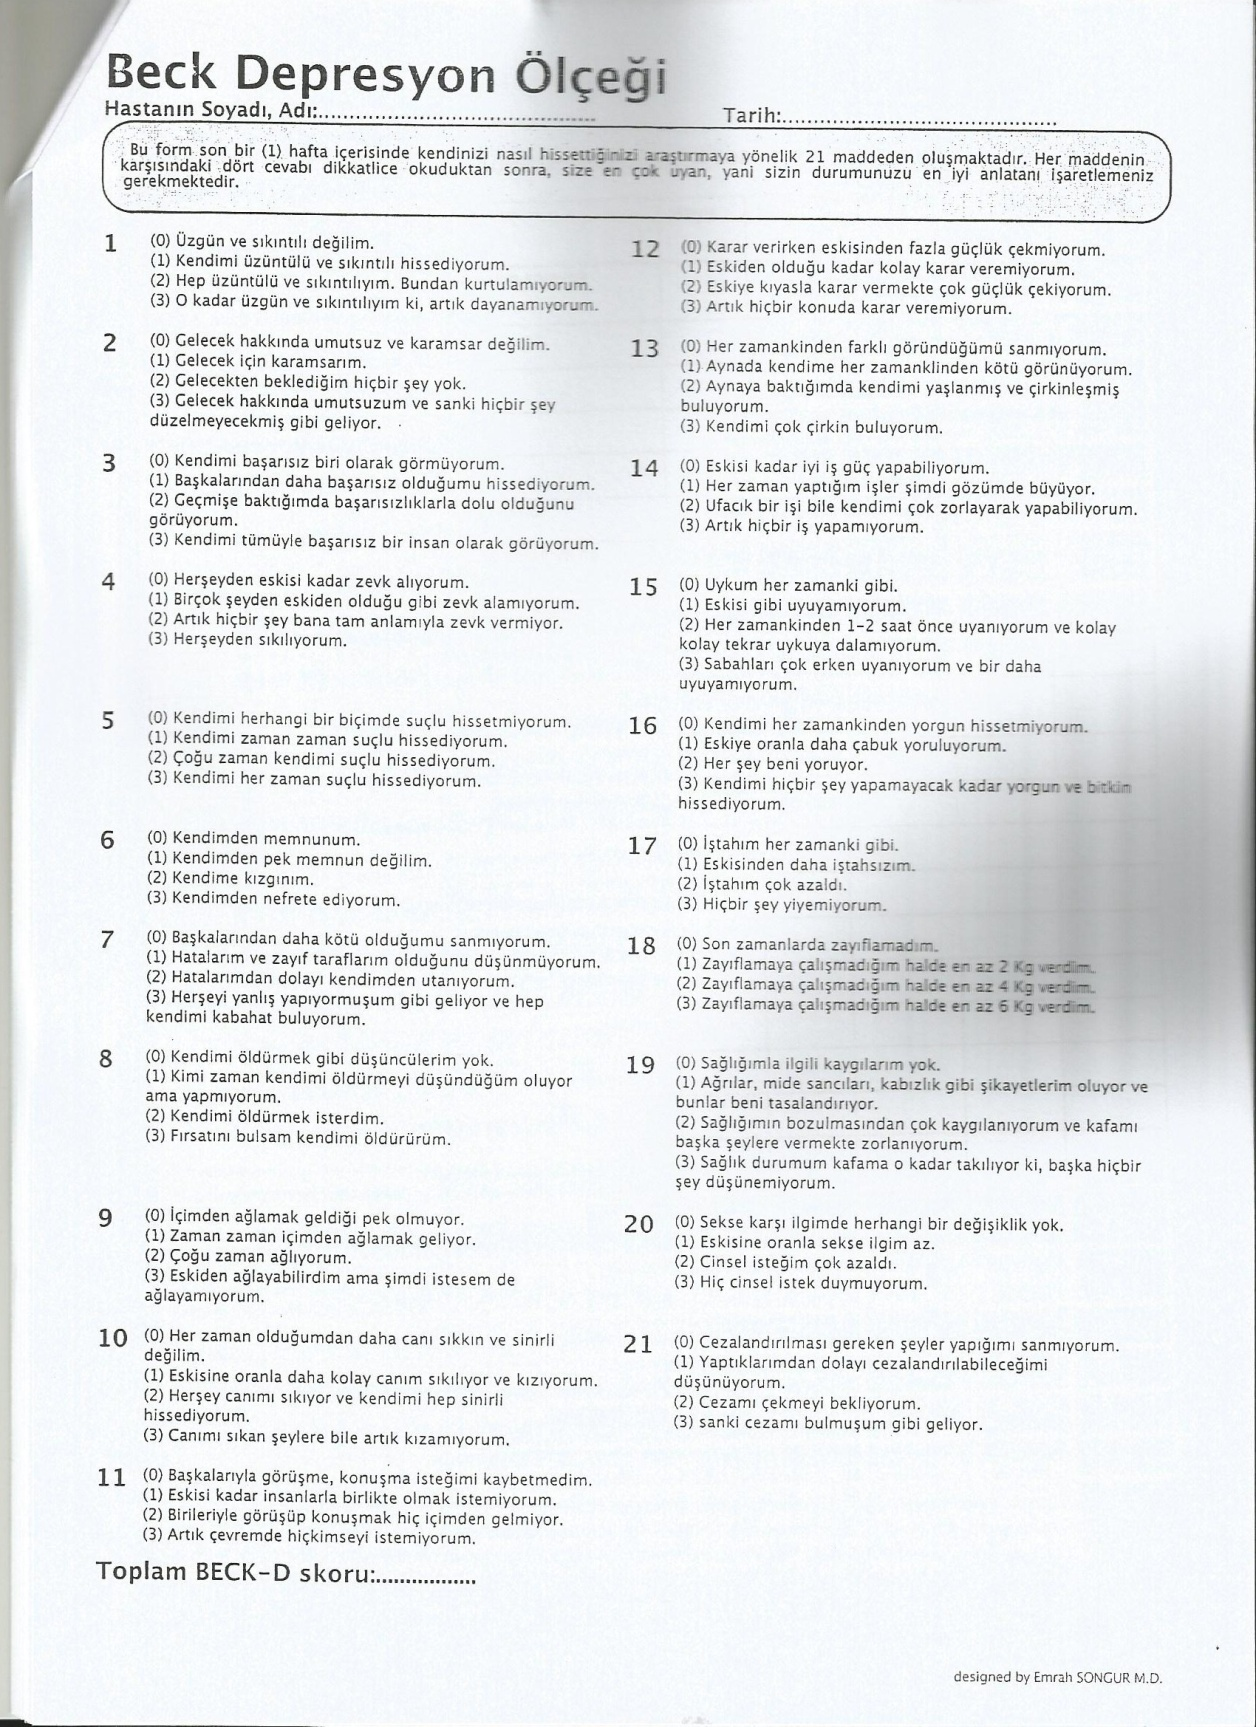 Beck Depresyon Ölçeği
Hastanın Soyadı, Adı:............................................
Tarih:............................................
Bu form son bir (1) hafta içerisinde kendinizi nasıl hissettiğinizi araştırmaya yönelik 21 maddeden oluşmaktadır. Her maddenin
karşısındaki dört cevabı dikkatlice okuduktan sonra, size en çok uyan, yani sizin durumunuzu en iyi anlatanı işaretlemeniz
gerekmektedir.
1 (0) Üzgün ve sıkıntılı değilim.
(1) Kendimi üzüntülü ve sıkıntılı hissediyorum.
(2) Hep üzüntülü ve sıkıntılıyım. Bundan kurtulamıyorum.
(3) O kadar üzgün ve sıkıntılıyım ki, artık dayanamıyorum.
2 (0) Gelecek hakkında umutsuz ve karamsar değilim.
(1) Gelecek için karamsarım.
(2) Gelecekten beklediğim hiçbir şey yok.
(3) Gelecek hakkında umutsuzum ve sanki hiçbir şey
düzelmeyecekmiş gibi geliyor.
3 (0) Kendimi başarısız biri olarak görmüyorum.
(1) Başkalarından daha başarısız olduğumu hissediyorum.
(2) Geçmişe baktığımda başarısızlıklarla dolu olduğunu
görüyorum.
(3) Kendimi tümüyle başarısız bir insan olarak görüyorum.
4 (0) Herşeyden eskisi kadar zevk alıyorum.
(1) Birçok şeyden eskiden olduğu gibi zevk alamıyorum.
(2) Artık hiçbir şey bana tam anlamıyla zevk vermiyor.
(3) Herşeyden sıkılıyorum.
5 (0) Kendimi herhangi bir biçimde suçlu hissetmiyorum.
(1) Kendimi zaman zaman suçlu hissediyorum.
(2) Çoğu zaman kendimi suçlu hissediyorum.
(3) Kendimi her zaman suçlu hissediyorum.
6 (0) Kendimden memnunum.
(1) Kendimden pek memnun değilim.
(2) Kendime kızgınım.
(3) Kendimden nefrete ediyorum.
7 (0) Başkalarından daha kötü olduğumu sanmıyorum.
(1) Hatalarım ve zayıf taraflarım olduğunu düşünmüyorum.
(2) Hatalarımdan dolayı kendimden utanıyorum.
(3) Herşeyi yanlış yapıyormuşum gibi geliyor ve hep
kendimi kabahat buluyorum.
8 (0) Kendimi öldürmek gibi düşüncülerim yok.
(1) Kimi zaman kendimi öldürmeyi düşündüğüm oluyor
ama yapmıyorum.
(2) Kendimi öldürmek isterdim.
(3) Fırsatını bulsam kendimi öldürürüm.
9 (0) İçimden ağlamak geldiği pek olmuyor.
(1) Zaman zaman içimden ağlamak geliyor.
(2) Çoğu zaman ağlıyorum.
(3) Eskiden ağlayabilirdim ama şimdi istesem de
ağlayamıyorum.
10 (0) Her zaman olduğumdan daha canı sıkkın ve sinirli
değilim.
(1) Eskisine oranla daha kolay canım sıkılıyor ve kızıyorum.
(2) Herşey canımı sıkıyor ve kendimi hep sinirli
hissediyorum.
(3) Canımı sıkan şeylere bile artık kızamıyorum.
11 (0) Başkalarıyla görüşme, konuşma isteğimi kaybetmedim.
(1) Eskisi kadar insanlarla birlikte olmak istemiyorum.
(2) Birileriyle görüşüp konuşmak hiç içimden gelmiyor.
(3) Artık çevremde hiçkimseyi istemiyorum.
Toplam BECK-D skoru:.................
12 (0) Karar verirken eskisinden fazla güçlük çekmiyorum.
(1) Eskiden olduğu kadar kolay karar veremiyorum.
(2) Eskiye kıyasla karar vermekte çok güçlük çekiyorum.
(3) Artık hiçbir konuda karar veremiyorum.
13 (0) Her zamankinden farklı göründüğümü sanmıyorum.
(1) Aynada kendime her zamanklinden kötü görünüyorum.
(2) Aynaya baktığımda kendimi yaşlanmış ve çirkinleşmiş
buluyorum.
(3) Kendimi çok çirkin buluyorum.
14 (0) Eskisi kadar iyi iş güç yapabiliyorum.
(1) Her zaman yaptığım işler şimdi gözümde büyüyor.
(2) Ufacık bir işi bile kendimi çok zorlayarak yapabiliyorum.
(3) Artık hiçbir iş yapamıyorum.
15 (0) Uykum her zamanki gibi.
(1) Eskisi gibi uyuyamıyorum.
(2) Her zamankinden 1-2 saat önce uyanıyorum ve kolay
kolay tekrar uykuya dalamıyorum.
(3) Sabahları çok erken uyanıyorum ve bir daha
uyuyamıyorum.
16 (0) Kendimi her zamankinden yorgun hissetmiyorum.
(1) Eskiye oranla daha çabuk yoruluyorum.
(2) Her şey beni yoruyor.
(3) Kendimi hiçbir şey yapamayacak kadar yorgun ve bitkin
hissediyorum.
17 (0) İştahım her zamanki gibi.
(1) Eskisinden daha iştahsızım.
(2) İştahım çok azaldı.
(3) Hiçbir şey yiyemiyorum.
18 (0) Son zamanlarda zayıflamadım.
(1) Zayıflamaya çalışmadığım halde en az 2 Kg verdim.
(2) Zayıflamaya çalışmadığım halde en az 4 Kg verdim.
(3) Zayıflamaya çalışmadığım halde en az 6 Kg verdim.
19 (0) Sağlığımla ilgili kaygılarım yok.
(1) Ağrılar, mide sancıları, kabızlık gibi şikayetlerim oluyor ve
bunlar beni tasalandırıyor.
(2) Sağlığımın bozulmasından çok kaygılanıyorum ve kafamı
başka şeylere vermekte zorlanıyorum.
(3) Sağlık durumum kafama o kadar takılıyor ki, başka hiçbir
şey düşünemiyorum.
20 (0) Sekse karşı ilgimde herhangi bir değişiklik yok.
(1) Eskisine oranla sekse ilgim az.
(2) Cinsel isteğim çok azaldı.
(3) Hiç cinsel istek duymuyorum.
21 (0) Cezalandırılması gereken şeyler yapığımı sanmıyorum.
(1) Yaptıklarımdan dolayı cezalandırılabileceğimi
düşünüyorum.
(2) Cezamı çekmeyi bekliyorum.
(3) sanki cezamı bulmuşum gibi geliyor.
designed by Emrah SONGUR M.D.